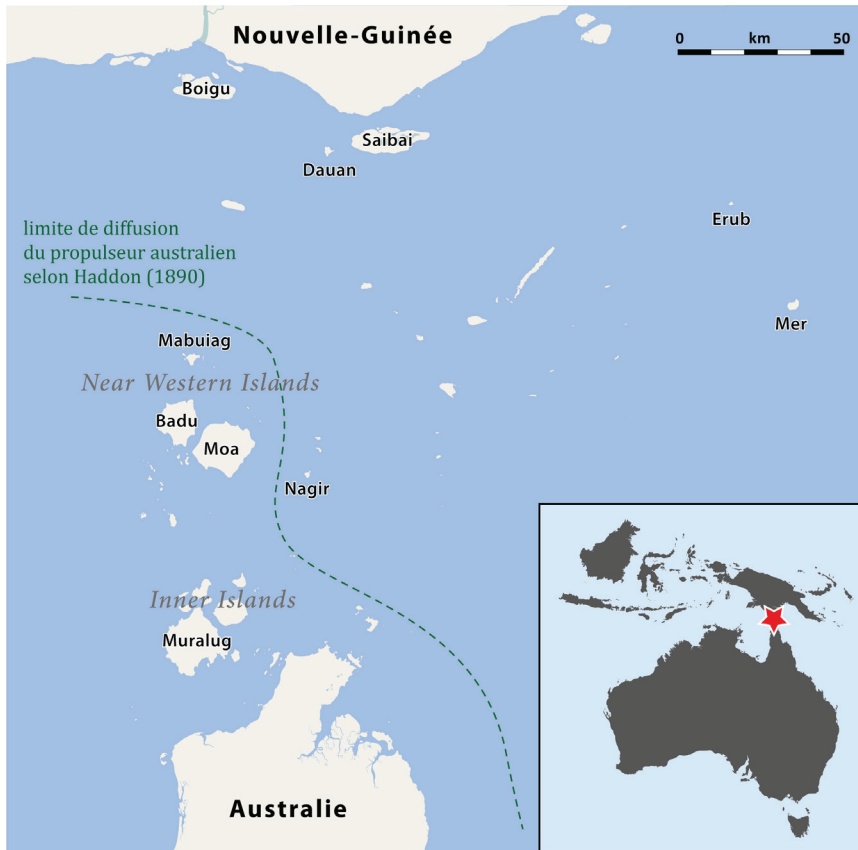 Nouvelle-Guinée
0 km 50
Boigu
Saibai
Dauan
Erub
limite de diffusion
du propulseur australien
selon Haddon (1890)
Mer
Mabuiag
Near Western Islands
Badu
Moa
Nagir
Inner Islands
Muralug
Australie